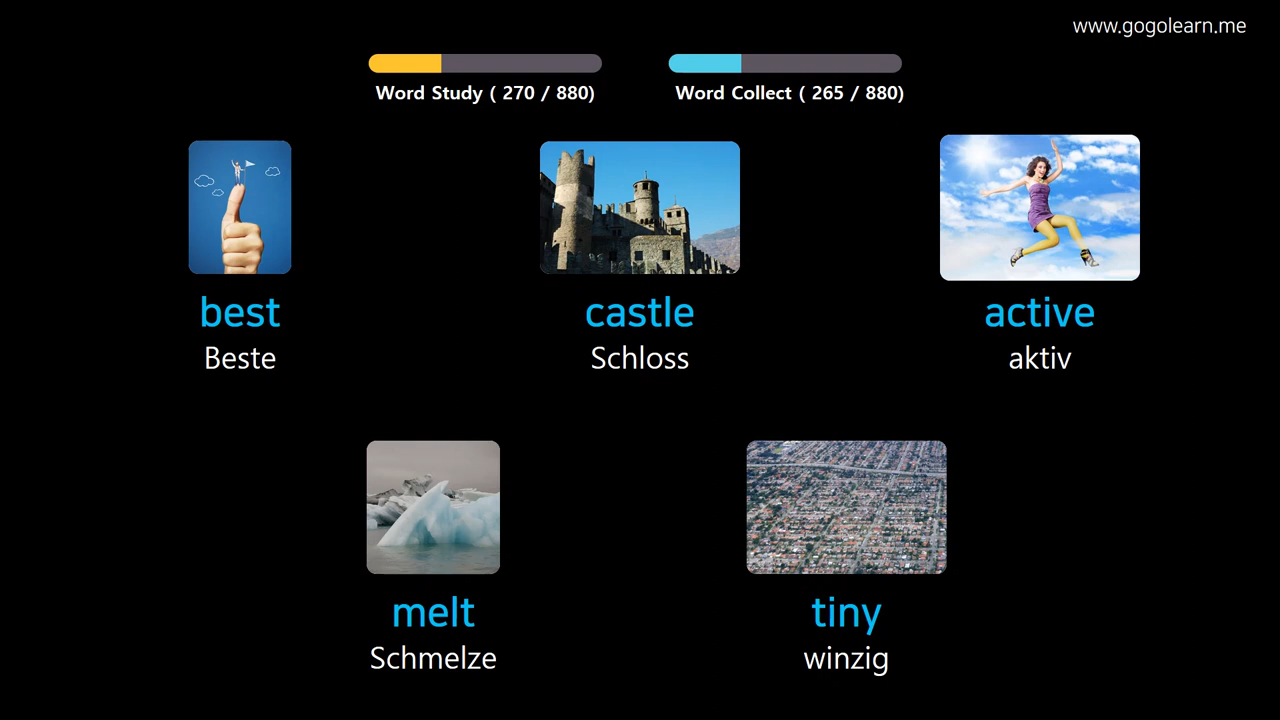 www.gogolearn.me
Word Study ( 270 / 880)
Word Collect ( 265 / 880)
best
Beste
castle
Schloss
active
aktiv
melt
Schmelze
tiny
winzig